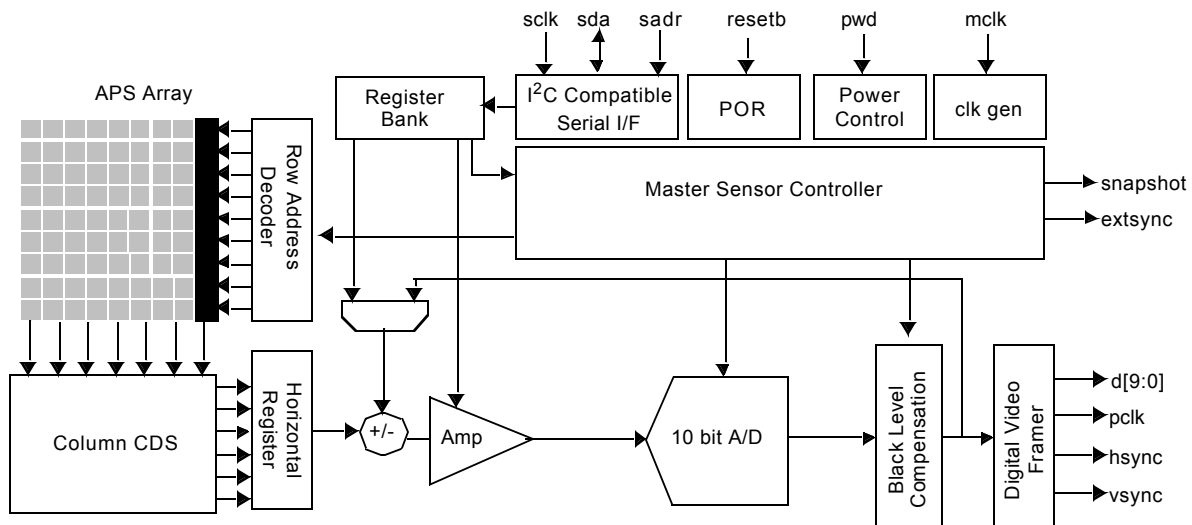 sclk sda sadr resetb pwd mclk
APS Array
Register
Bank
I²C Compatible
Serial I/F
POR
Power
Control
clk gen
Row Address
Decoder
Master Sensor Controller
snapshot
extsync
Column CDS
Horizontal
Register
+/-
Amp
10 bit A/D
Black Level
Compensation
Digital Video
Framer
d[9:0]
pclk
hsync
vsync